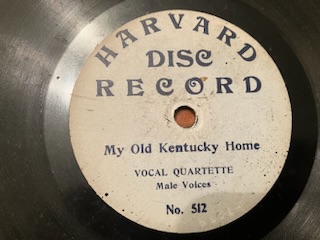 HARVARD
DISC
RECORD
My Old Kentucky Home
VOCAL QUARTETTE
Male Voices
No. 512